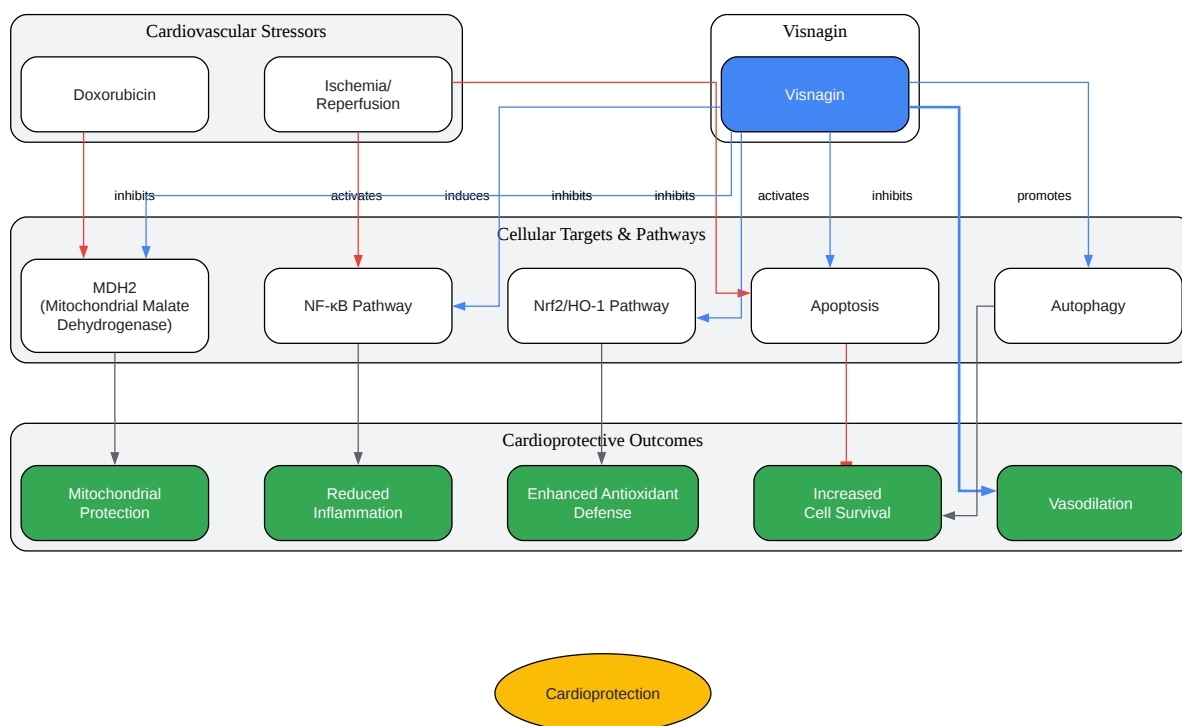 Cardiovascular Stressors
Visnagin
Doxorubicin
Ischemia/
Reperfusion
Visnagin
inhibits
activates
induces
inhibits
inhibits
activates
inhibits
promotes
Cellular Targets & Pathways
MDH2
(Mitochondrial Malate
Dehydrogenase)
NF-κB Pathway
Nrf2/HO-1 Pathway
Apoptosis
Autophagy
Cardioprotective Outcomes
Mitochondrial
Protection
Reduced
Inflammation
Enhanced Antioxidant
Defense
Increased
Cell Survival
Vasodilation
Cardioprotection